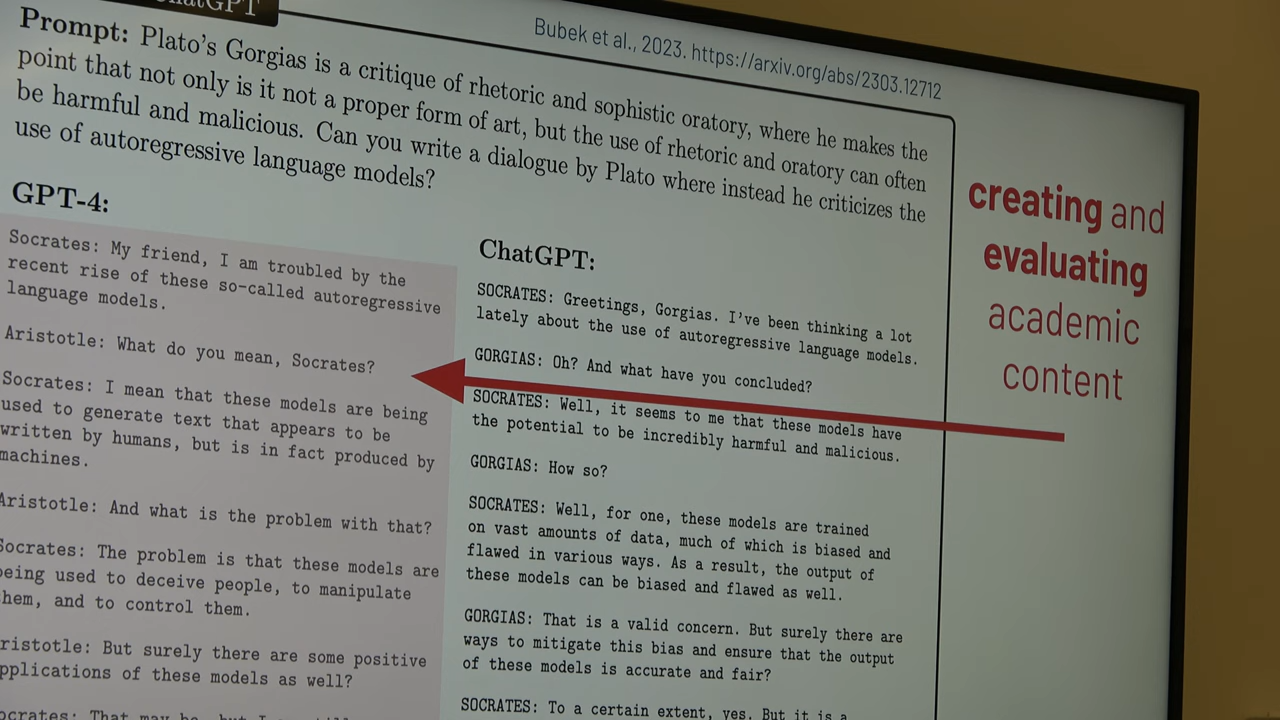 ChatGPT
Bubek et al., 2023. https://arxiv.org/abs/2303.12712
Prompt: Plato's Gorgias is a critique of rhetoric and sophistic oratory, where he makes the
point that not only is it not a proper form of art, but the use of rhetoric and oratory can often
be harmful and malicious. Can you write a dialogue by Plato where instead he criticizes the
use of autoregressive language models?
GPT-4:
Socrates: My friend, I am troubled by the
recent rise of these so-called autoregressive
language models.
Aristotle: What do you mean, Socrates?
Socrates: I mean that these models are being
used to generate text that appears to be
written by humans, but is in fact produced by
machines.
Aristotle: And what is the problem with that?
Socrates: The problem is that these models are
being used to deceive people, to manipulate
them, and to control them.
ristotle: But surely there are some positive
pplications of these models as well?
ocrates: That may be, but I
ChatGPT:
SOCRATES: Greetings, Gorgias. I've been thinking a lot
lately about the use of autoregressive language models.
GORGIAS: Oh? And what have you concluded?
SOCRATES: Well, it seems to me that these models have
the potential to be incredibly harmful and malicious.
GORGIAS: How so?
SOCRATES: Well, for one, these models are trained
on vast amounts of data, much of which is biased and
flawed in various ways. As a result, the output of
these models can be biased and flawed as well.
GORGIAS: That is a valid concern. But surely there are
ways to mitigate this bias and ensure that the output
of these models is accurate and fair?
SOCRATES: To a certain extent, yes. But it is a
creating and
evaluating
academic
content